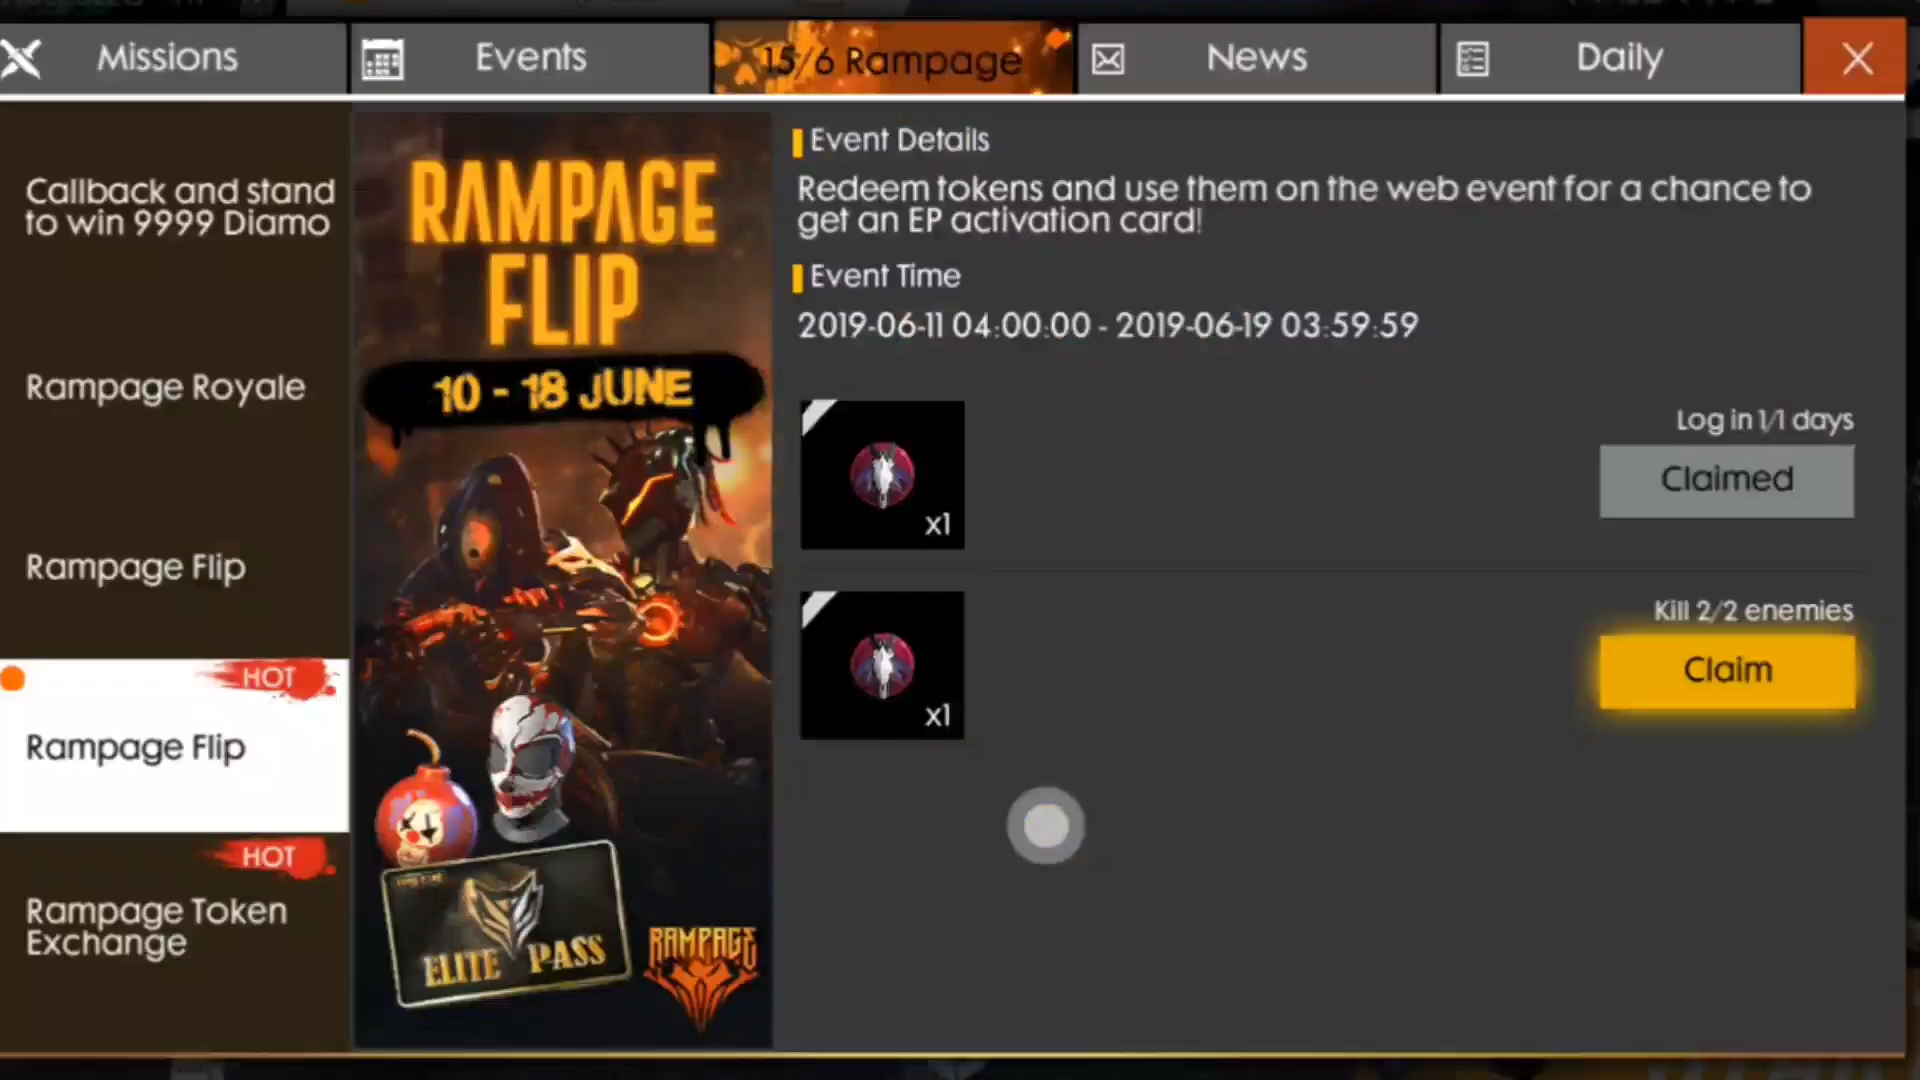 Missions
Events
15/6 Rampage
News
Daily
Callback and stand
to win 9999 Diamo
Rampage Royale
Rampage Flip
HOT
Rampage Flip
HOT
Rampage Token
Exchange
RAMPAGE
FLIP
10 - 18 JUNE
ELITE PASS
RAMPAGE
Event Details
Redeem tokens and use them on the web event for a chance to
get an EP activation card!
Event Time
2019-06-11 04:00:00 - 2019-06-19 03:59:59
x1
Log in 1/1 days
Claimed
x1
Kill 2/2 enemies
Claim